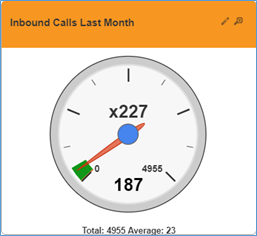 Inbound Calls Last Month
x227
0 4955
187
Total: 4955 Average: 23